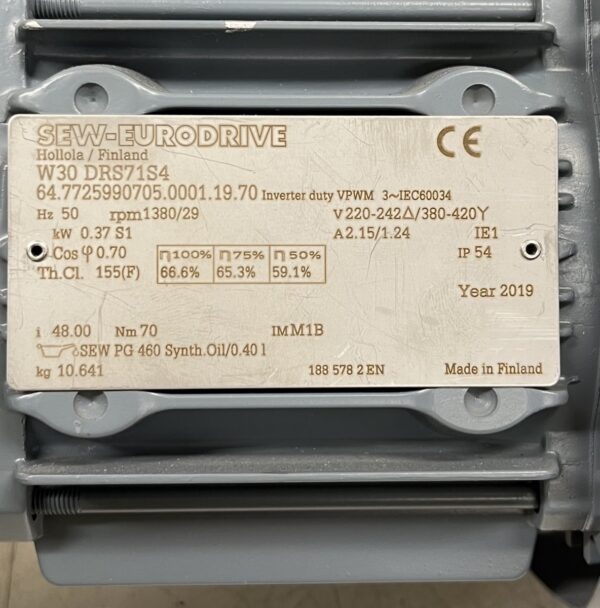 SEW-EURODRIVE CE
Hollola / Finland
W30 DRS71S4
64.7725990705.0001.19.70 Inverter duty VPWM 3~IEC60034
Hz 50 rpm 1380/29 V 220-242Δ/380-420Y
kW 0.37 S1 A 2.15/1.24 IE1
Cos φ 0.70 η 100% η 75% η 50% IP 54
Th.Cl. 155(F) 66.6% 65.3% 59.1%
Year 2019
i 48.00 Nm 70 IM M1B
SEW PG 460 Synth.Oil/0.40 l
kg 10.641 188 578 2 EN Made in Finland